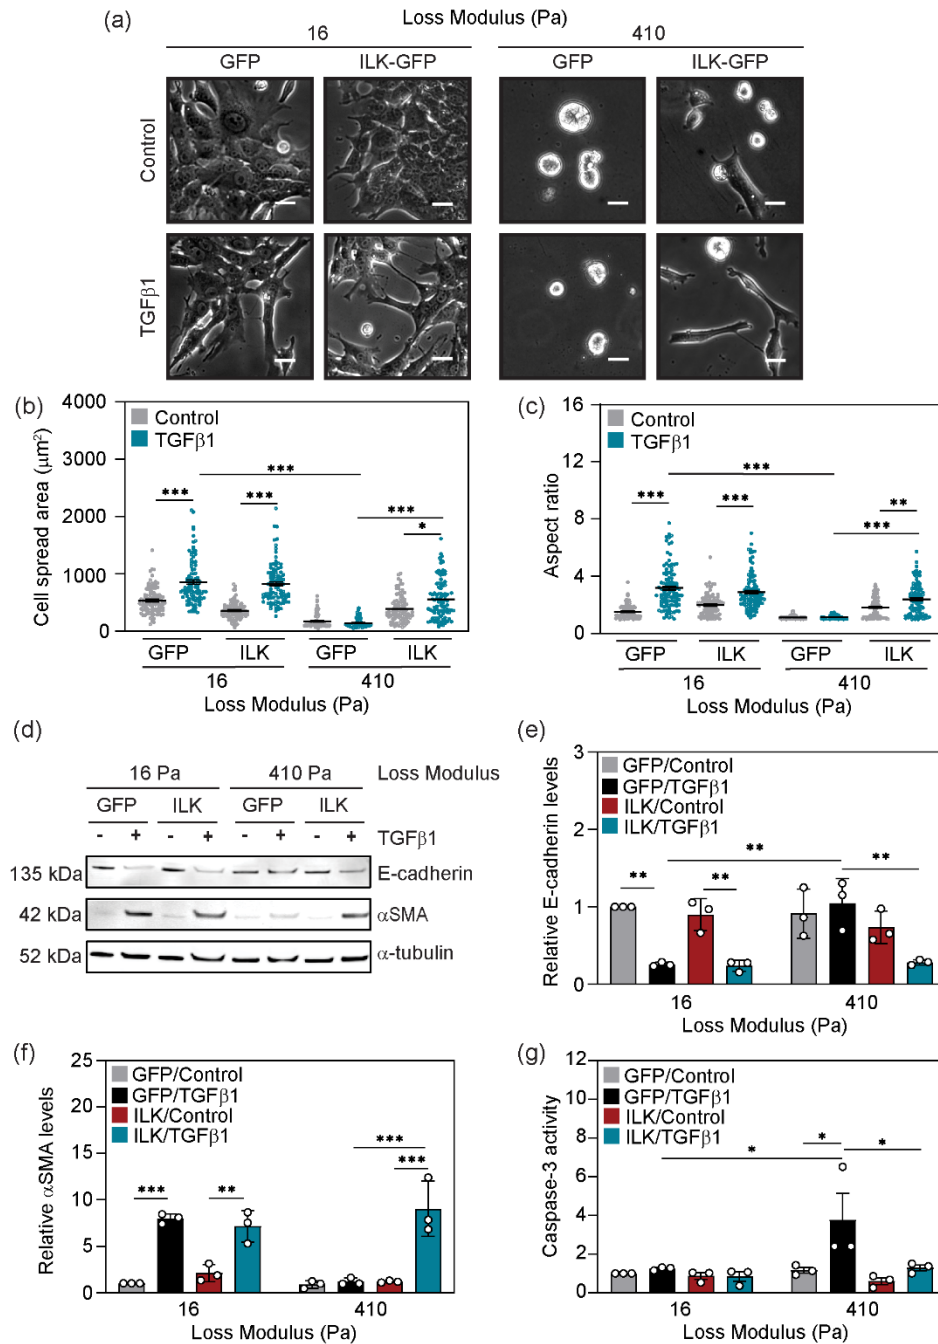 (a)
Loss Modulus (Pa)
16 410
GFP ILK-GFP GFP ILK-GFP
Control
TGFβ1
(b)
Cell spread area (μm²)
4000
3000
2000
1000
0
Control
TGFβ1
*** *** *** *** *
GFP ILK GFP ILK
16 410
Loss Modulus (Pa)
(c)
Aspect ratio
16
12
8
4
0
Control
TGFβ1
*** *** *** ** ***
GFP ILK GFP ILK
16 410
Loss Modulus (Pa)
(d)
16 Pa 410 Pa Loss Modulus
GFP ILK GFP ILK
- + - + - + - + TGFβ1
135 kDa E-cadherin
42 kDa αSMA
52 kDa α-tubulin
(e)
Relative E-cadherin levels
3
2
1
0
GFP/Control
GFP/TGFβ1
ILK/Control
ILK/TGFβ1
** ** ** **
16 410
Loss Modulus (Pa)
(f)
Relative αSMA levels
25
20
15
10
5
0
GFP/Control
GFP/TGFβ1
ILK/Control
ILK/TGFβ1
*** ** *** ***
16 410
Loss Modulus (Pa)
(g)
Caspase-3 activity
12
10
8
6
4
2
0
GFP/Control
GFP/TGFβ1
ILK/Control
ILK/TGFβ1
* * *
16 410
Loss Modulus (Pa)